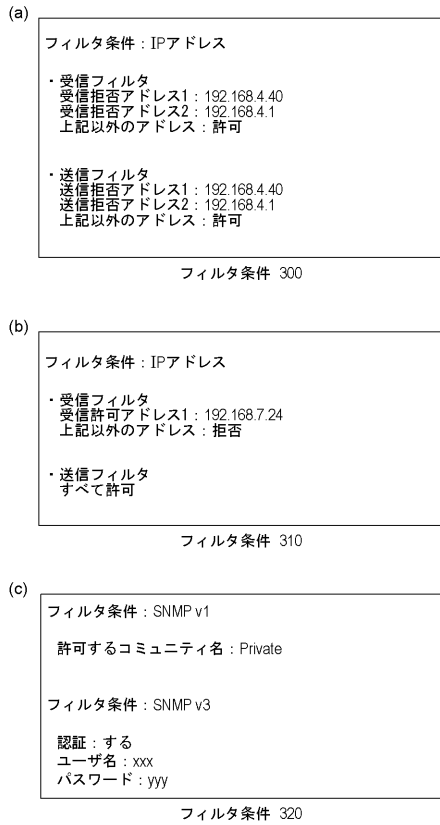 (a)
フィルタ条件：IPアドレス
・受信フィルタ
受信拒否アドレス1：192.168.4.40
受信拒否アドレス2：192.168.4.1
上記以外のアドレス：許可
・送信フィルタ
送信拒否アドレス1：192.168.4.40
送信拒否アドレス2：192.168.4.1
上記以外のアドレス：許可
フィルタ条件 300
(b)
フィルタ条件：IPアドレス
・受信フィルタ
受信許可アドレス1：192.168.7.24
上記以外のアドレス：拒否
・送信フィルタ
すべて許可
フィルタ条件 310
(c)
フィルタ条件：SNMP v1
許可するコミュニティ名：Private
フィルタ条件：SNMP v3
認証：する
ユーザ名：xxx
パスワード：yyy
フィルタ条件 320